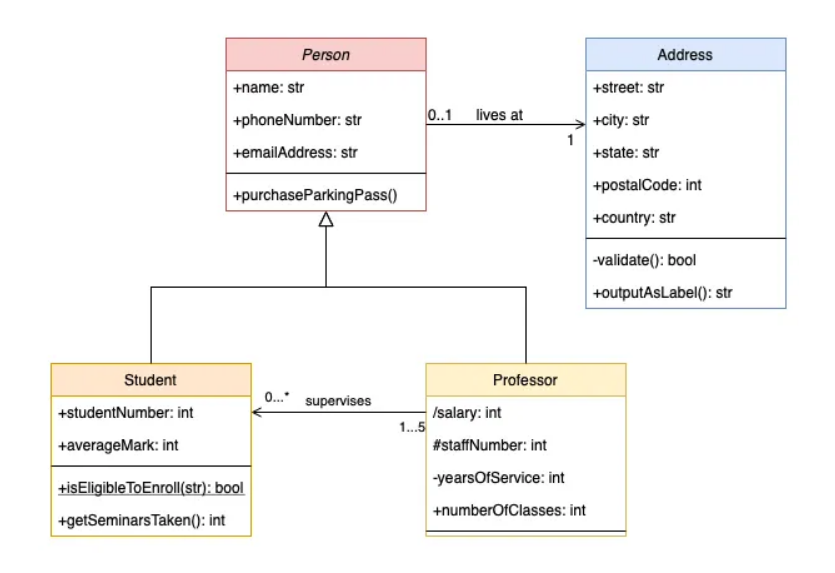 Person
+name: str
+phoneNumber: str
+emailAddress: str
+purchaseParkingPass()
0..1 lives at
1
Address
+street: str
+city: str
+state: str
+postalCode: int
+country: str
-validate(): bool
+outputAsLabel(): str
Student
+studentNumber: int
+averageMark: int
+isEligibleToEnroll(str): bool
+getSeminarsTaken(): int
0...* supervises
1...5
Professor
/salary: int
#staffNumber: int
-yearsOfService: int
+numberOfClasses: int